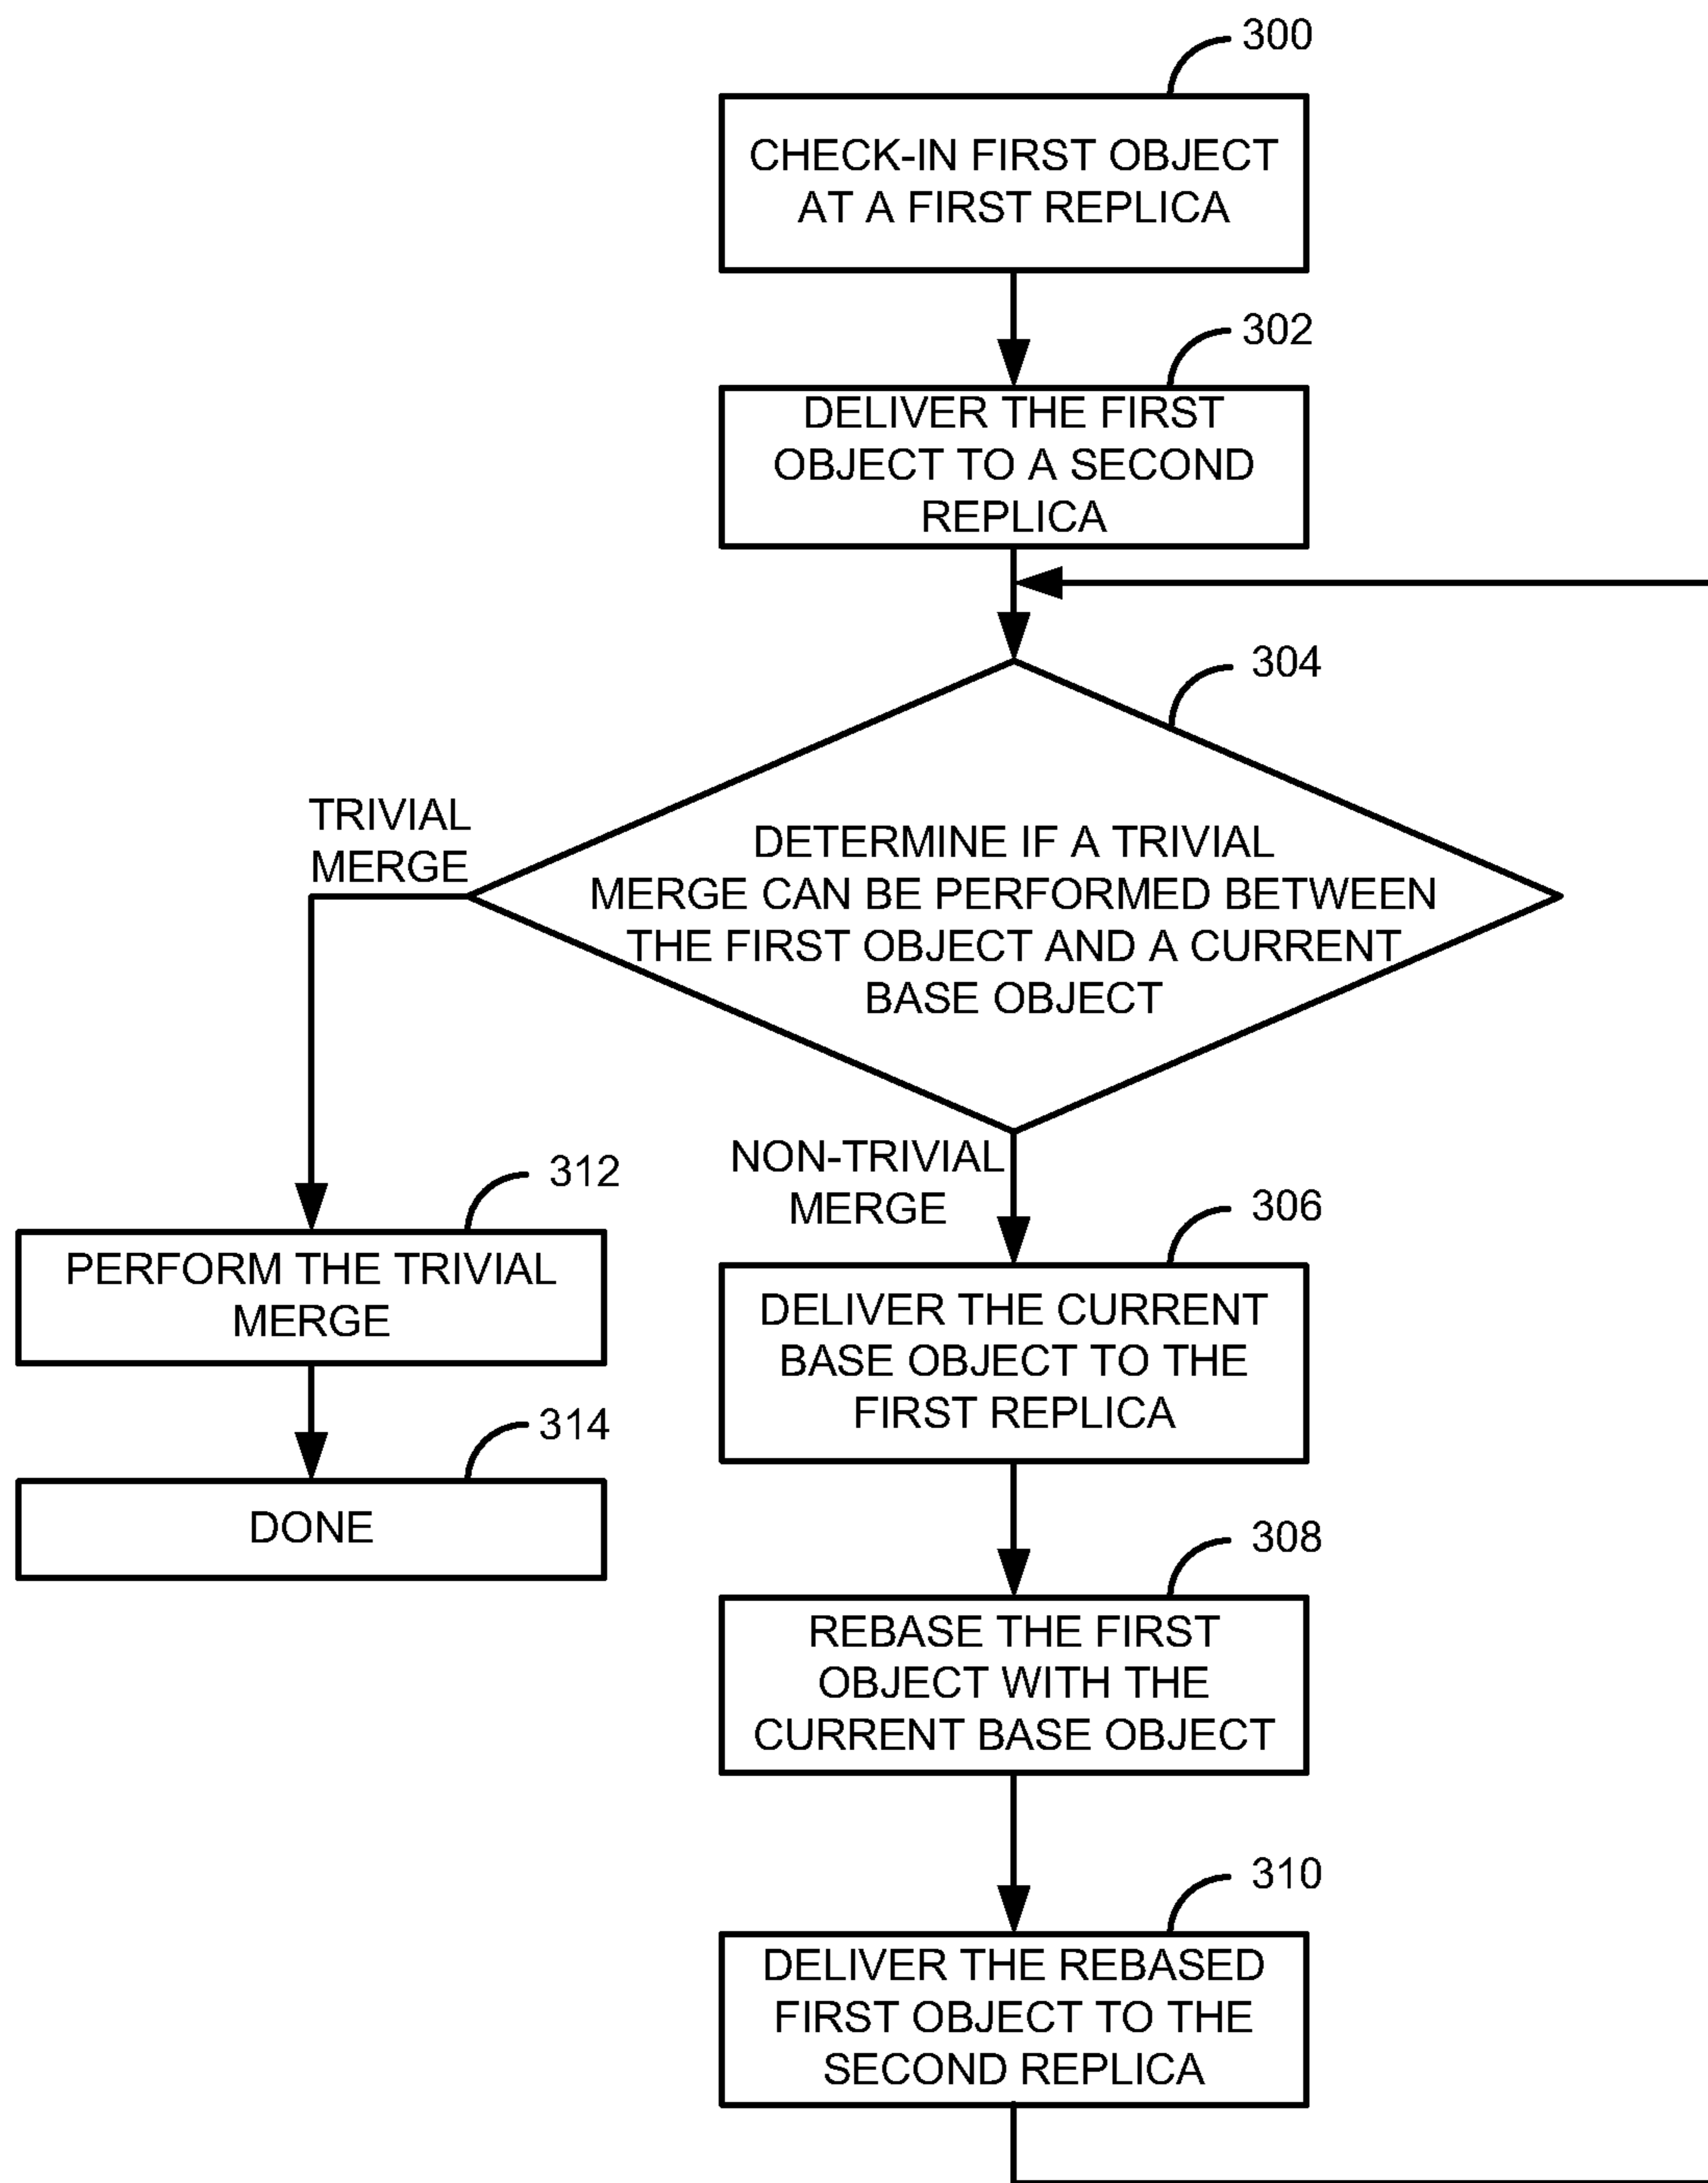 300
CHECK-IN FIRST OBJECT
AT A FIRST REPLICA
302
DELIVER THE FIRST
OBJECT TO A SECOND
REPLICA
304
DETERMINE IF A TRIVIAL
MERGE CAN BE PERFORMED BETWEEN
THE FIRST OBJECT AND A CURRENT
BASE OBJECT
TRIVIAL
MERGE
312
PERFORM THE TRIVIAL
MERGE
314
DONE
NON-TRIVIAL
MERGE
306
DELIVER THE CURRENT
BASE OBJECT TO THE
FIRST REPLICA
308
REBASE THE FIRST
OBJECT WITH THE
CURRENT BASE OBJECT
310
DELIVER THE REBASED
FIRST OBJECT TO THE
SECOND REPLICA